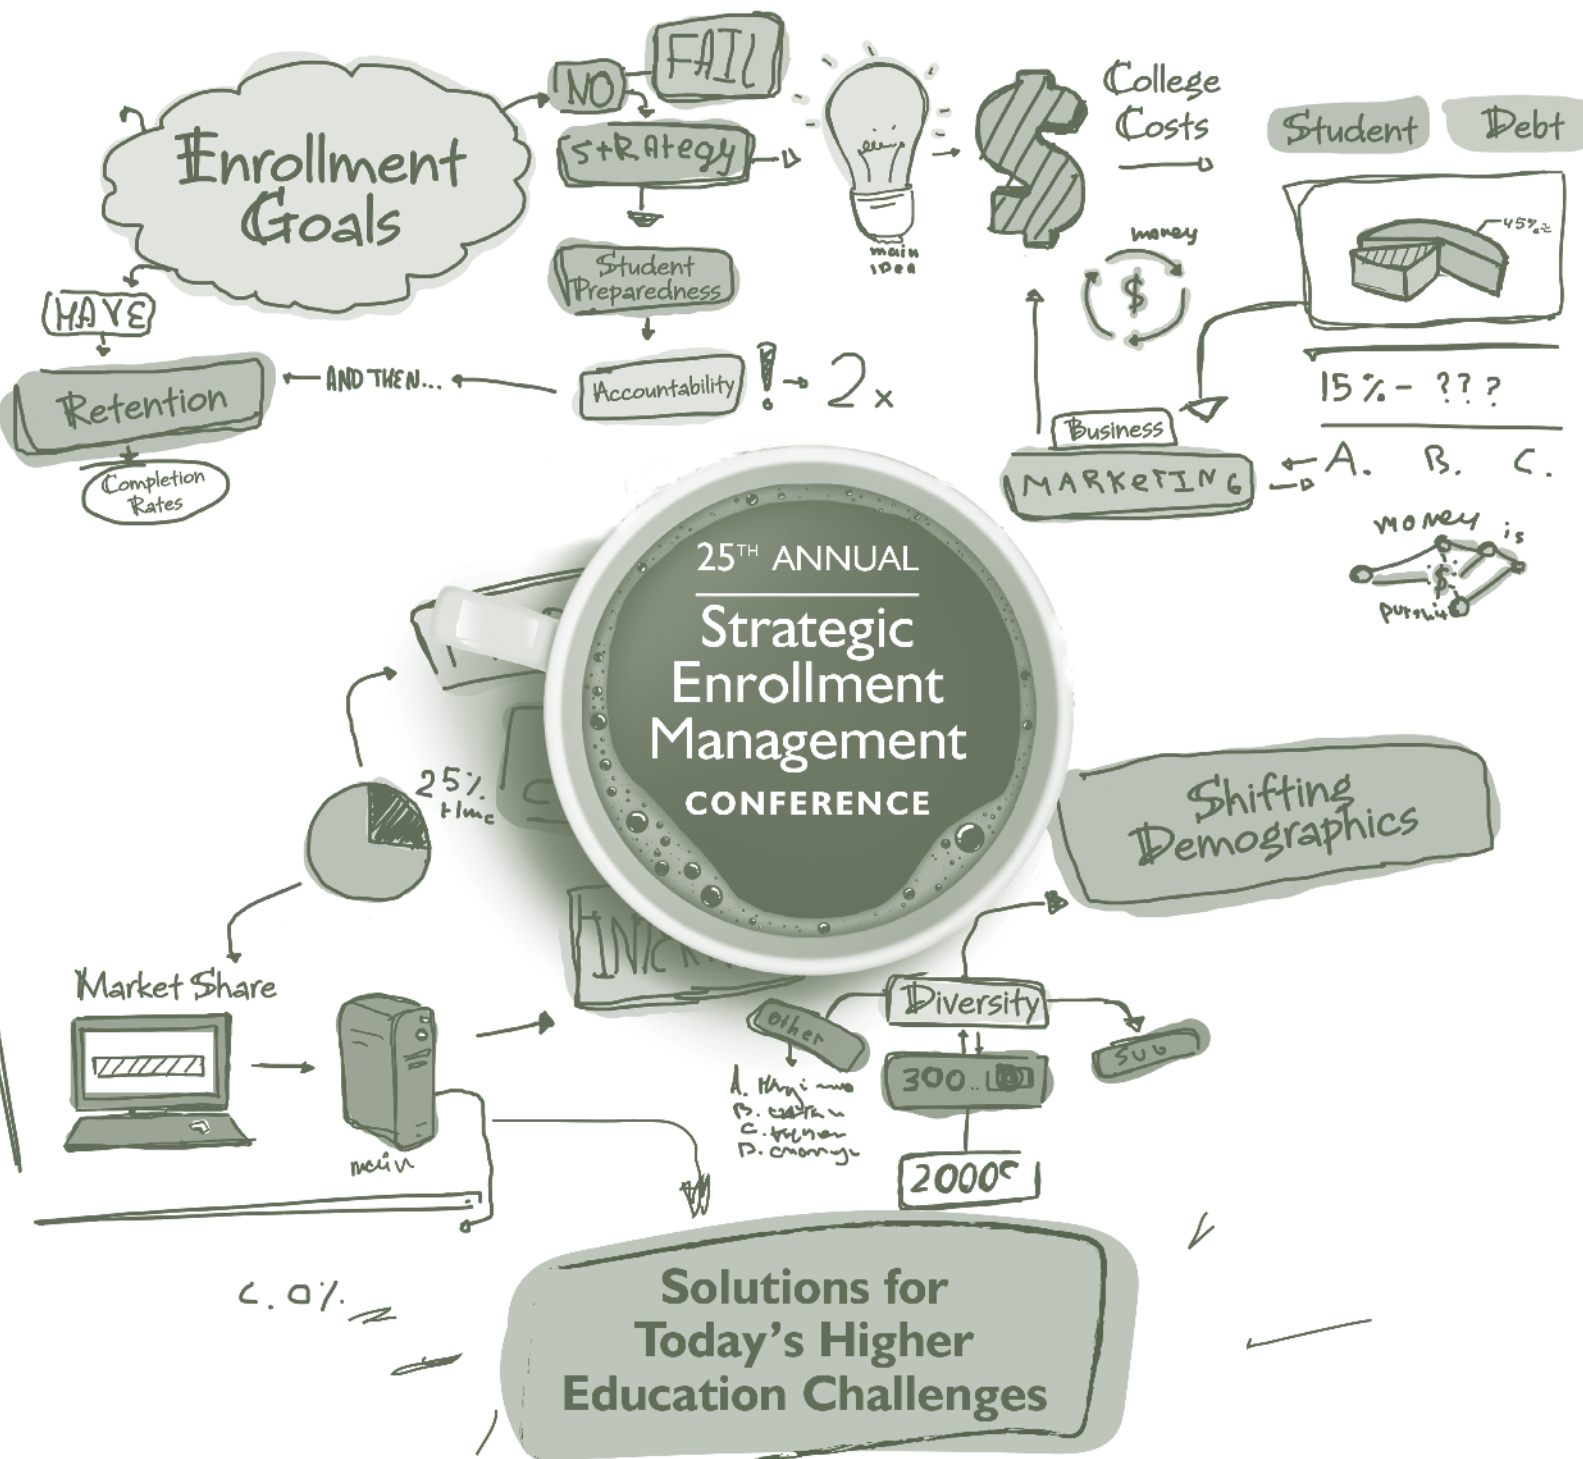 Enrollment
Goals
NO
FAIL
StRAtegy
main
iDea
College
Costs
Student Debt
45%
money
$
HAVE
Student
Preparedness
Retention
AND THEN...
Accountability
! 2x
Completion
Rates
15% - ???
Business
MARKeTING
A. B. C.
money is
$
25TH ANNUAL
Strategic
Enrollment
Management
CONFERENCE
25%
time
Shifting
Demographics
Market Share
main
Diversity
other
SUB
300..
A.
B.
C.
D.
2000
C. 0%
Solutions for
Today's Higher
Education Challenges